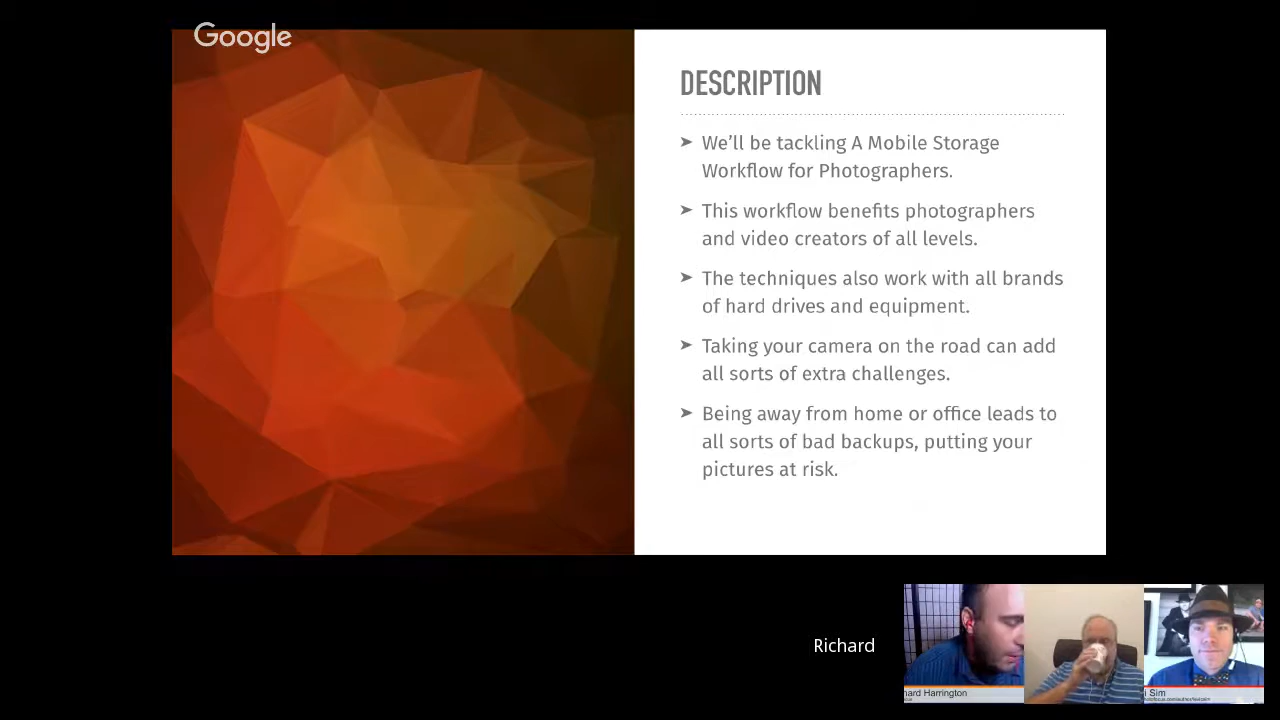 Google
DESCRIPTION
➤ We’ll be tackling A Mobile Storage
Workflow for Photographers.
➤ This workflow benefits photographers
and video creators of all levels.
➤ The techniques also work with all brands
of hard drives and equipment.
➤ Taking your camera on the road can add
all sorts of extra challenges.
➤ Being away from home or office leads to
all sorts of bad backups, putting your
pictures at risk.
Richard
hard Harrington
i Sim